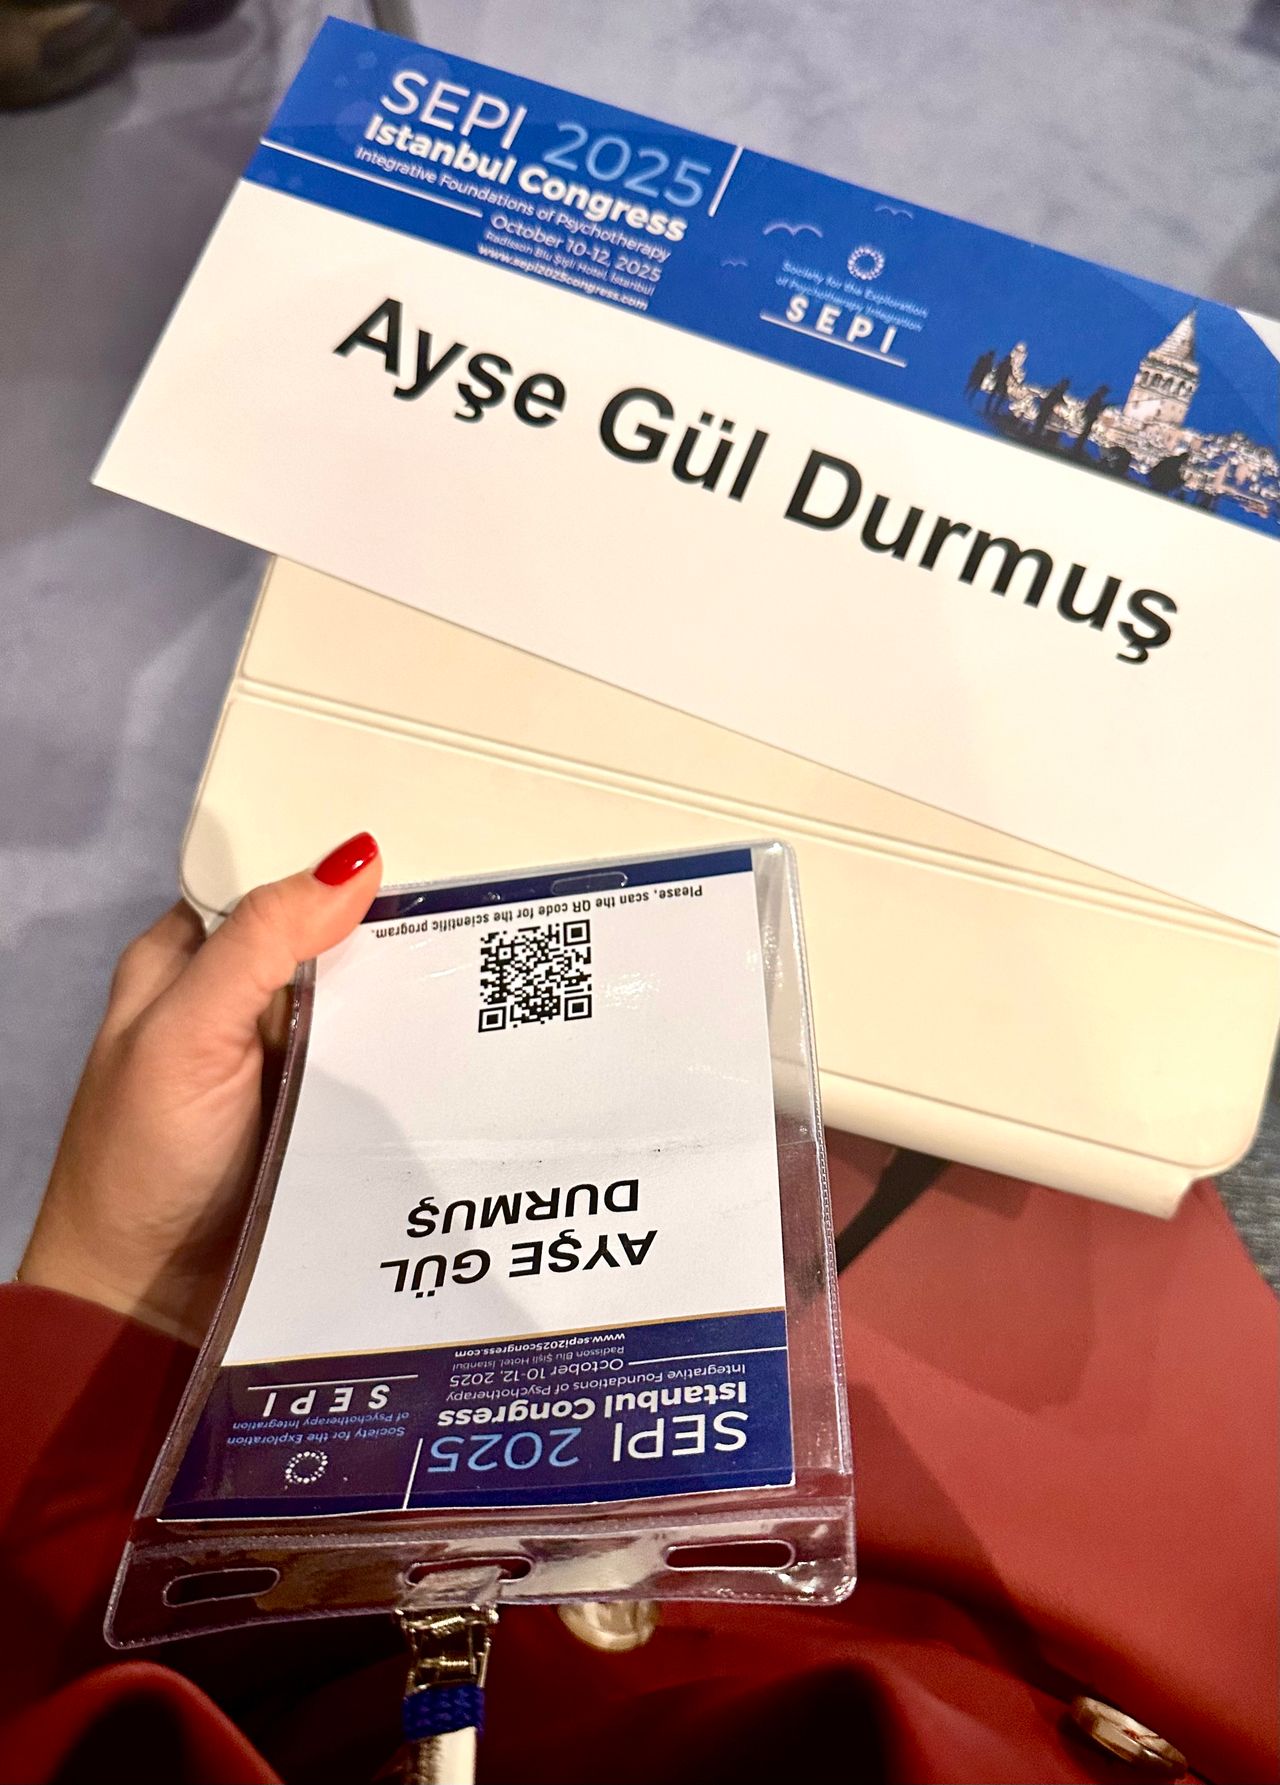 SEPI 2025
Istanbul Congress
Integrative Foundations of Psychotherapy
October 10-12, 2025
Radisson Blu Şişli Hotel, Istanbul
www.sepi2025congress.com
Society for the Exploration
of Psychotherapy Integration
SEPI
Ayşe Gül Durmuş
SEPI 2025
Istanbul Congress
Integrative Foundations of Psychotherapy
October 10-12, 2025
Radisson Blu Şişli Hotel, Istanbul
www.sepi2025congress.com
Society for the Exploration
of Psychotherapy Integration
SEPI
AYŞE GÜL
DURMUŞ
Please, scan the QR code for the scientific program.